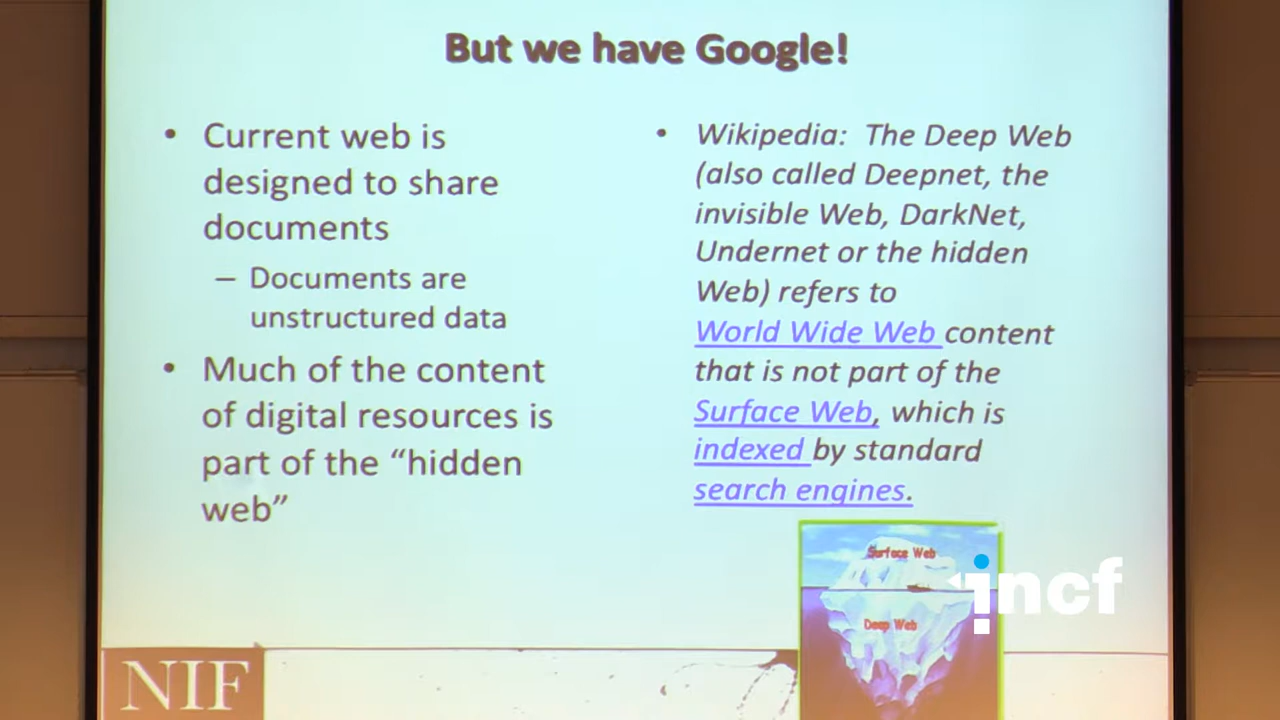 But we have Google!
• Current web is
designed to share
documents
– Documents are
unstructured data
• Much of the content
of digital resources is
part of the “hidden
web”
• Wikipedia: The Deep Web
(also called Deepnet, the
invisible Web, DarkNet,
Undernet or the hidden
Web) refers to
World Wide Web content
that is not part of the
Surface Web, which is
indexed by standard
search engines.
Surface Web
Deep Web
incf
NIF